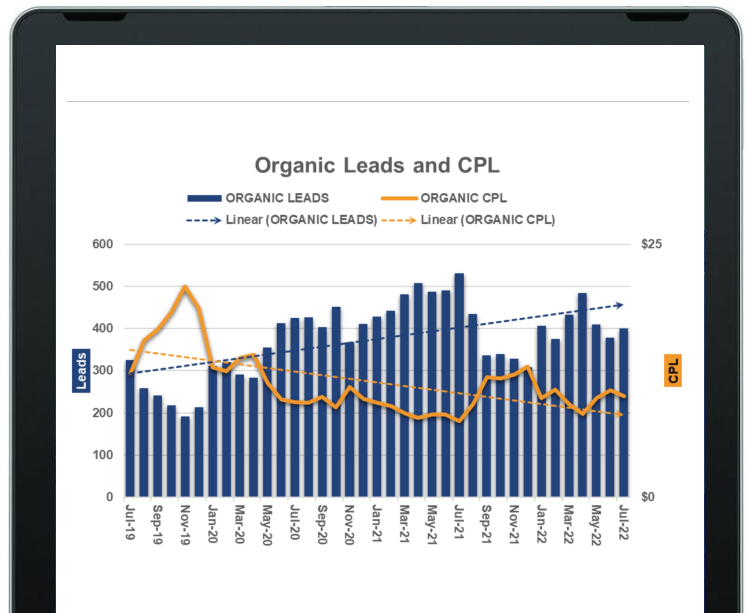 Organic Leads and CPL
ORGANIC LEADS
ORGANIC CPL
Linear (ORGANIC LEADS)
Linear (ORGANIC CPL)
600
500
400
300
200
100
0
Leads
$25
$0
CPL
Jul-19
Sep-19
Nov-19
Jan-20
Mar-20
May-20
Jul-20
Sep-20
Nov-20
Jan-21
Mar-21
May-21
Jul-21
Sep-21
Nov-21
Jan-22
Mar-22
May-22
Jul-22